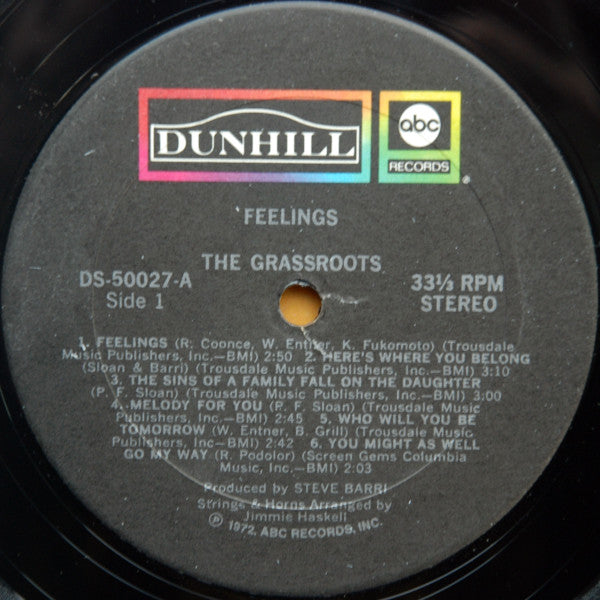 DUNHILL
abc
RECORDS
®
FEELINGS
THE GRASSROOTS
DS-50027-A
Side 1
33⅓ RPM
STEREO
1. FEELINGS (R. Coonce, W. Entner, K. Fukomoto) (Trousdale
Music Publishers, Inc.—BMI) 2:50 2. HERE'S WHERE YOU BELONG
(Sloan & Barri) (Trousdale Music Publishers, Inc.—BMI) 3:10
3. THE SINS OF A FAMILY FALL ON THE DAUGHTER
(P. F. Sloan) (Trousdale Music Publishers, Inc.—BMI) 3:00
4. MELODY FOR YOU (P. F. Sloan) (Trousdale Music
Publishers, Inc.—BMI) 2:45 5. WHO WILL YOU BE
TOMORROW (W. Entner, B. Grill) (Trousdale Music
Publishers, Inc.—BMI) 2:42 6. YOU MIGHT AS WELL
GO MY WAY (R. Podolor) (Screen Gems Columbia
Music, Inc.—BMI) 2:03
Produced by STEVE BARRI
Strings & Horns Arranged by
Jimmie Haskell
℗ 1972, ABC RECORDS, INC.